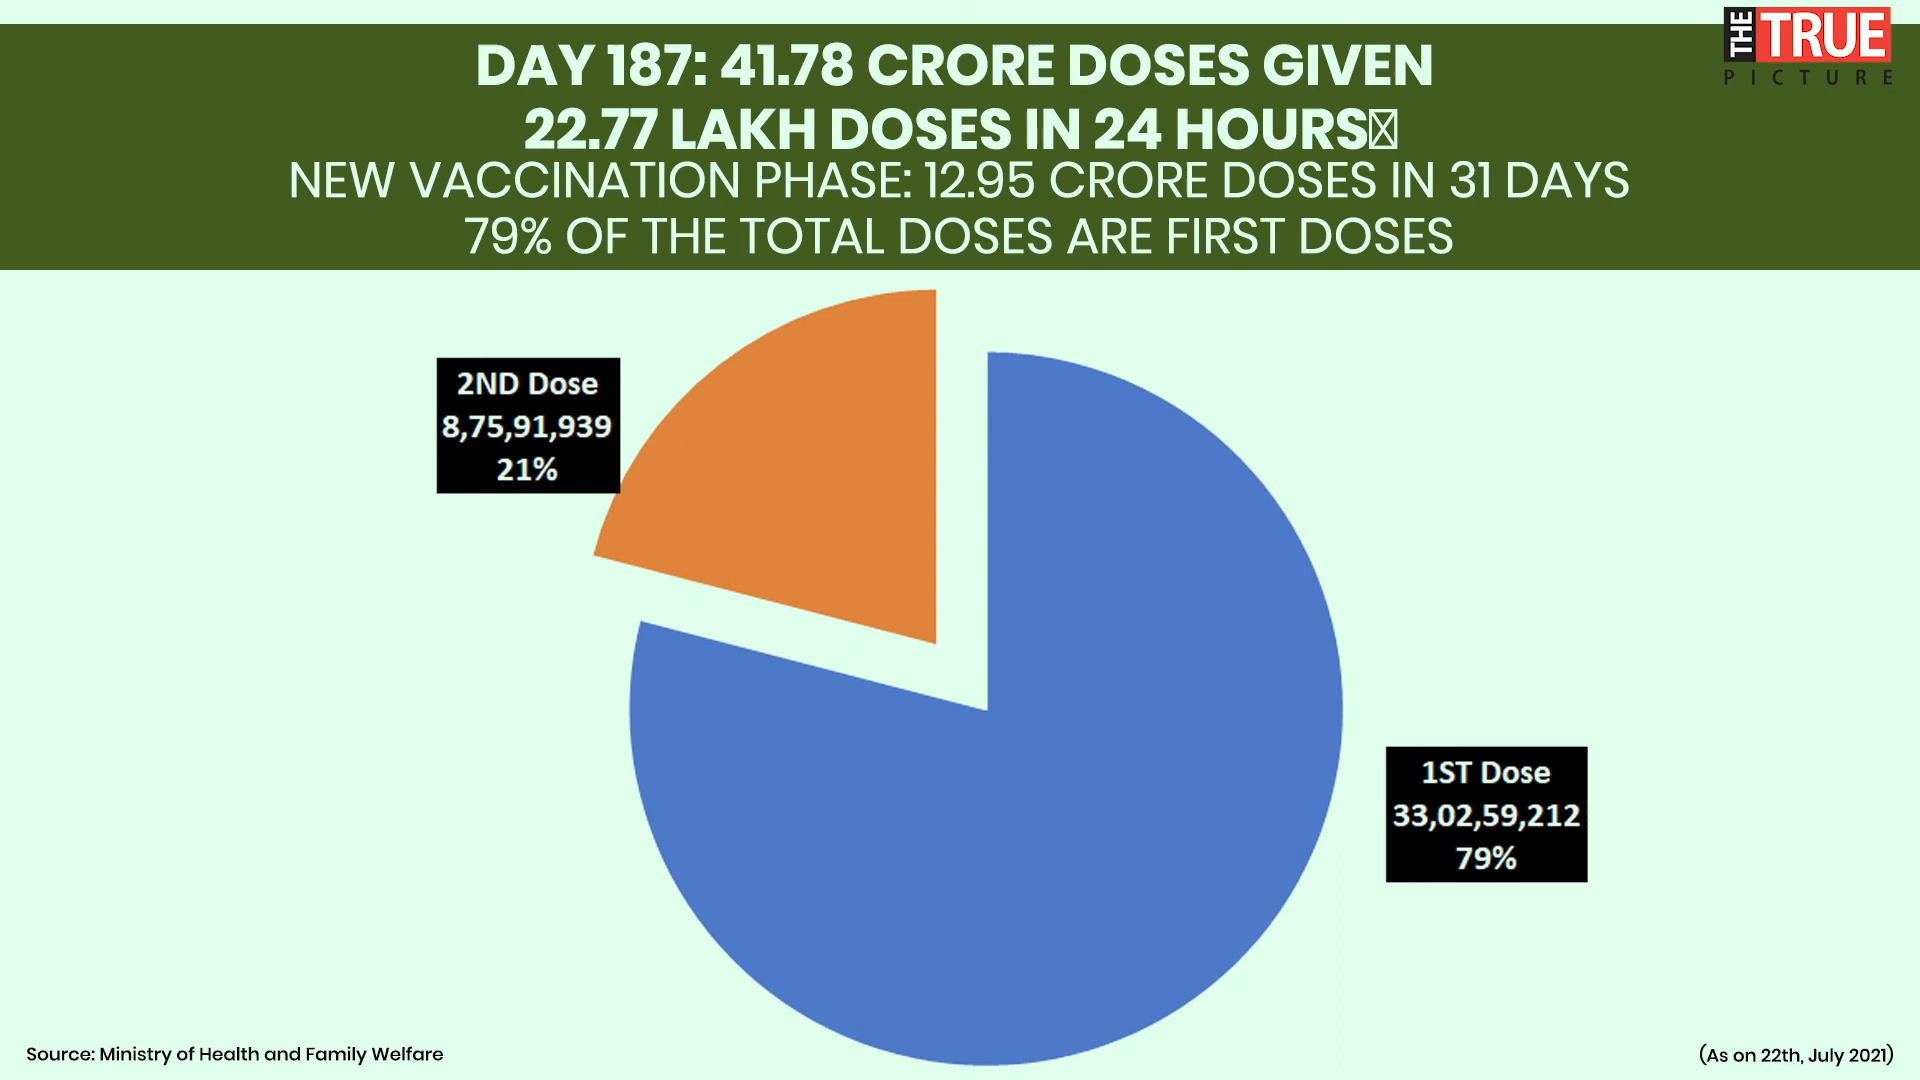 THE TRUE
PICTURE
DAY 187: 41.78 CRORE DOSES GIVEN
22.77 LAKH DOSES IN 24 HOURS
NEW VACCINATION PHASE: 12.95 CRORE DOSES IN 31 DAYS
79% OF THE TOTAL DOSES ARE FIRST DOSES
2ND Dose
8,75,91,939
21%
1ST Dose
33,02,59,212
79%
Source: Ministry of Health and Family Welfare
(As on 22th, July 2021)